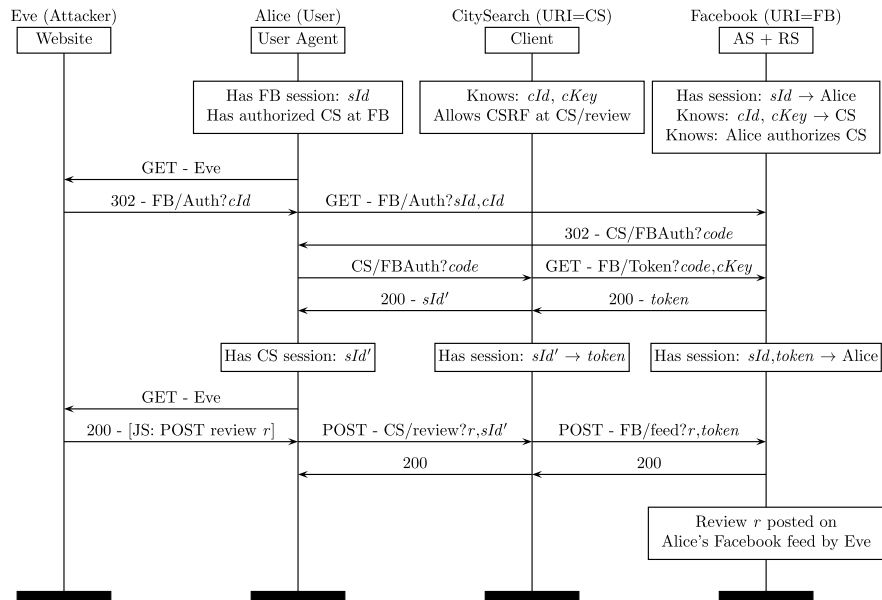 Eve (Attacker)
Alice (User)
CitySearch (URI=CS)
Facebook (URI=FB)
Website
User Agent
Client
AS + RS
Has FB session: sId
Has authorized CS at FB
Knows: cId, cKey
Allows CSRF at CS/review
Has session: sId → Alice
Knows: cId, cKey → CS
Knows: Alice authorizes CS
GET - Eve
302 - FB/Auth?cId
GET - FB/Auth?sId,cId
302 - CS/FBAuth?code
CS/FBAuth?code
GET - FB/Token?code,cKey
200 - sId′
200 - token
Has CS session: sId′
Has session: sId′ → token
Has session: sId,token → Alice
GET - Eve
200 - [JS: POST review r]
POST - CS/review?r,sId′
POST - FB/feed?r,token
200
200
Review r posted on
Alice's Facebook feed by Eve